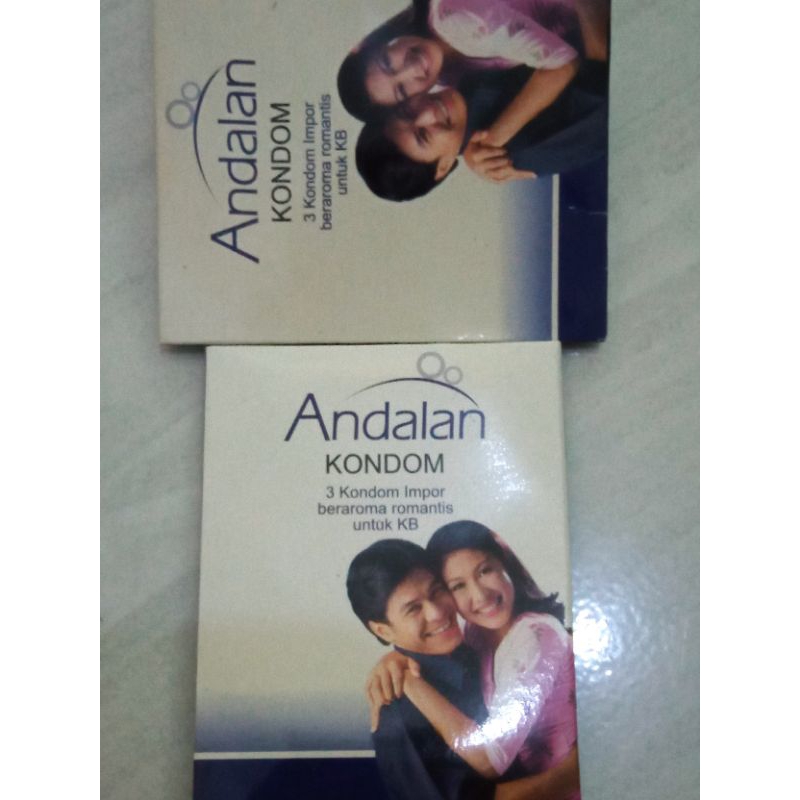 Andalan
KONDOM
3 Kondom Impor
beraroma romantis
untuk KB
Andalan
KONDOM
3 Kondom Impor
beraroma romantis
untuk KB